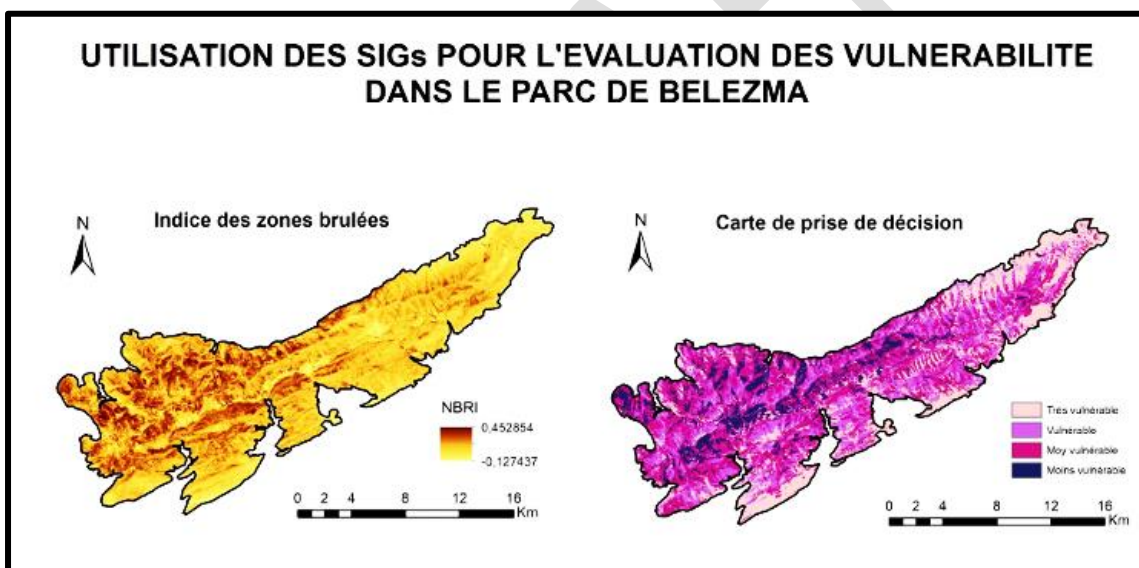 UTILISATION DES SIGs POUR L'EVALUATION DES VULNERABILITE
DANS LE PARC DE BELEZMA
N
Indice des zones brulées
NBRI
0,452854
-0,127437
0 2 4 8 12 16
Km
N
Carte de prise de décision
Très vulnérable
Vulnérable
Moy vulnérable
Moins vulnérable
0 2 4 8 12 16
Km